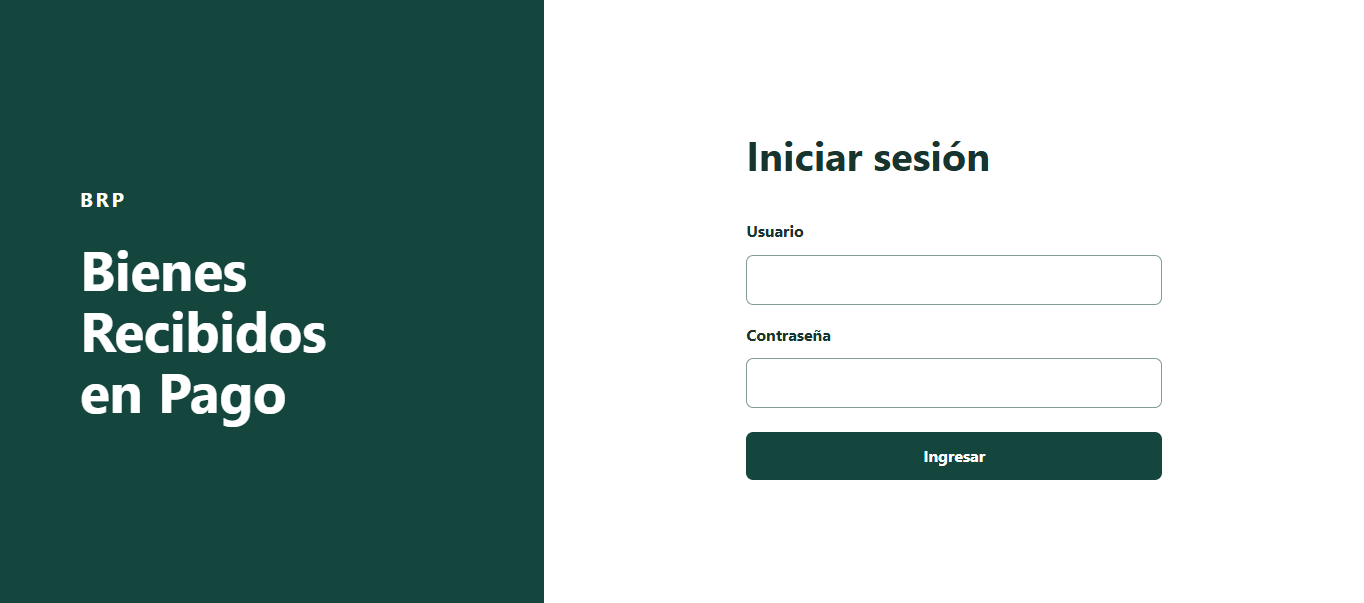 BRP
Bienes
Recibidos
en Pago
Iniciar sesión
Usuario
Contraseña
Ingresar